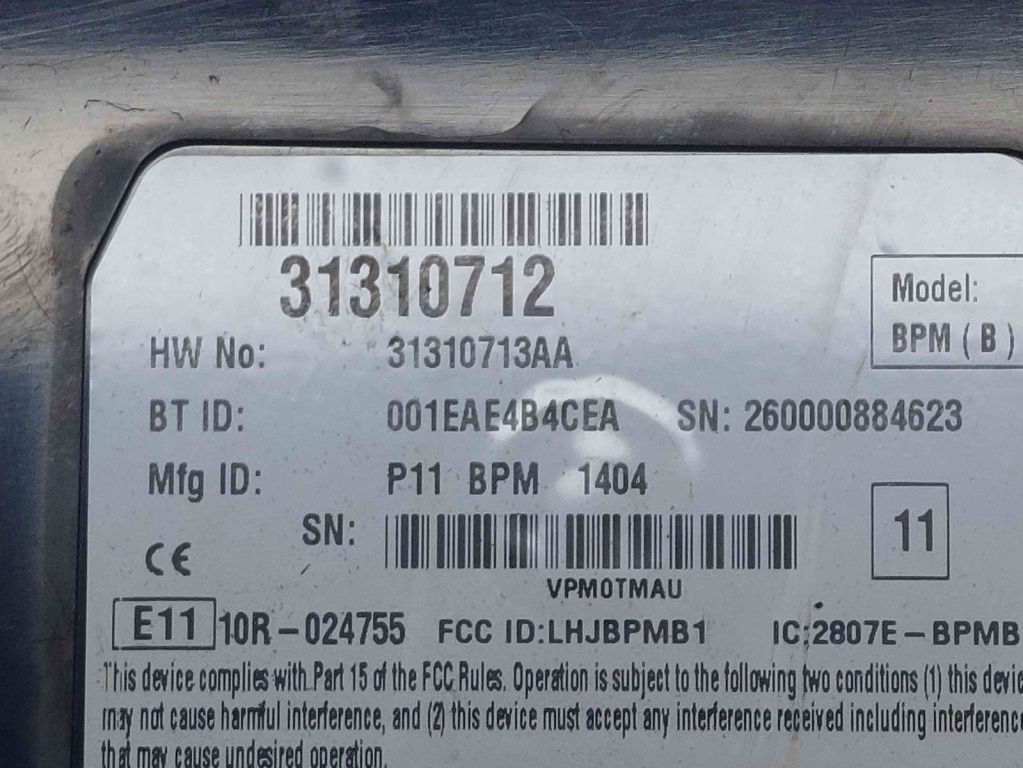 31310712
Model:
BPM ( B )
HW No: 31310713AA
BT ID: 001EAE4B4CEA SN: 260000884623
Mfg ID: P11 BPM 1404
11
SN:
CE
VPMOTMAU
E11 10R-024755 FCC ID:LHJBPMB1 IC:2807E-BPMB
This device complies with Part 15 of the FCC Rules. Operation is subject to the following two conditions (1) this devic
may not cause harmful interference, and (2) this device must accept any interference received including interference
that may cause undesired operation.